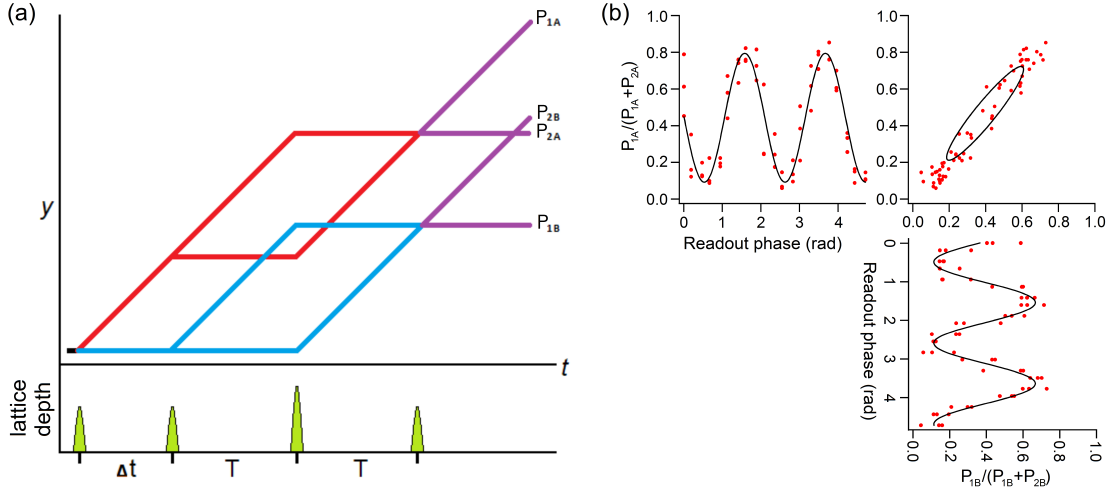 (a)
P1A
P2B
P2A
P1B
y
t
lattice
depth
Δt
T
T
(b)
1.0
0.8
0.6
0.4
0.2
0.0
P1A/(P1A+P2A)
0
1
2
3
4
Readout phase (rad)
1.0
0.8
0.6
0.4
0.2
0.0
0.0
0.2
0.4
0.6
0.8
1.0
0
1
2
3
4
Readout phase (rad)
0.0
0.2
0.4
0.6
0.8
1.0
P1B/(P1B+P2B)